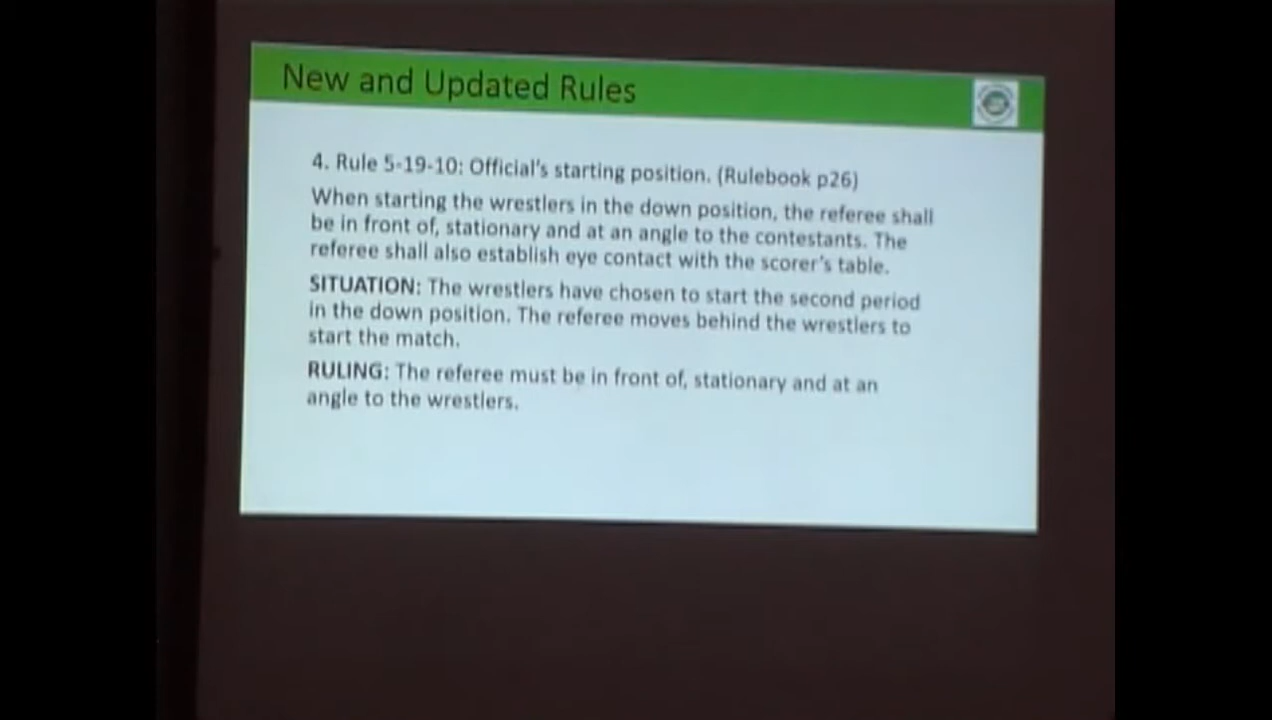 New and Updated Rules
4. Rule 5-19-10: Official's starting position. (Rulebook p26)
When starting the wrestlers in the down position, the referee shall
be in front of, stationary and at an angle to the contestants. The
referee shall also establish eye contact with the scorer's table.
SITUATION: The wrestlers have chosen to start the second period
in the down position. The referee moves behind the wrestlers to
start the match.
RULING: The referee must be in front of, stationary and at an
angle to the wrestlers.